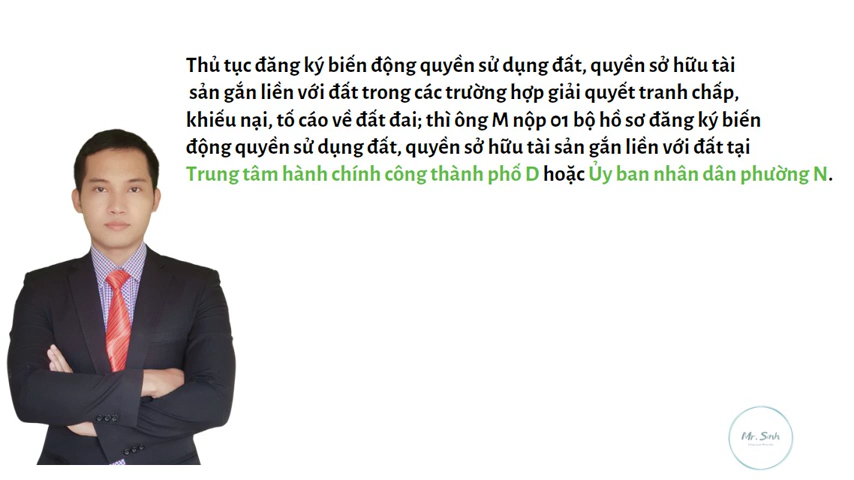 Thủ tục đăng ký biến động quyền sử dụng đất, quyền sở hữu tài
sản gắn liền với đất trong các trường hợp giải quyết tranh chấp,
khiếu nại, tố cáo về đất đai; thì ông M nộp 01 bộ hồ sơ đăng ký biến
động quyền sử dụng đất, quyền sở hữu tài sản gắn liền với đất tại
Trung tâm hành chính công thành phố D hoặc Ủy ban nhân dân phường N.
Mr. Sinh